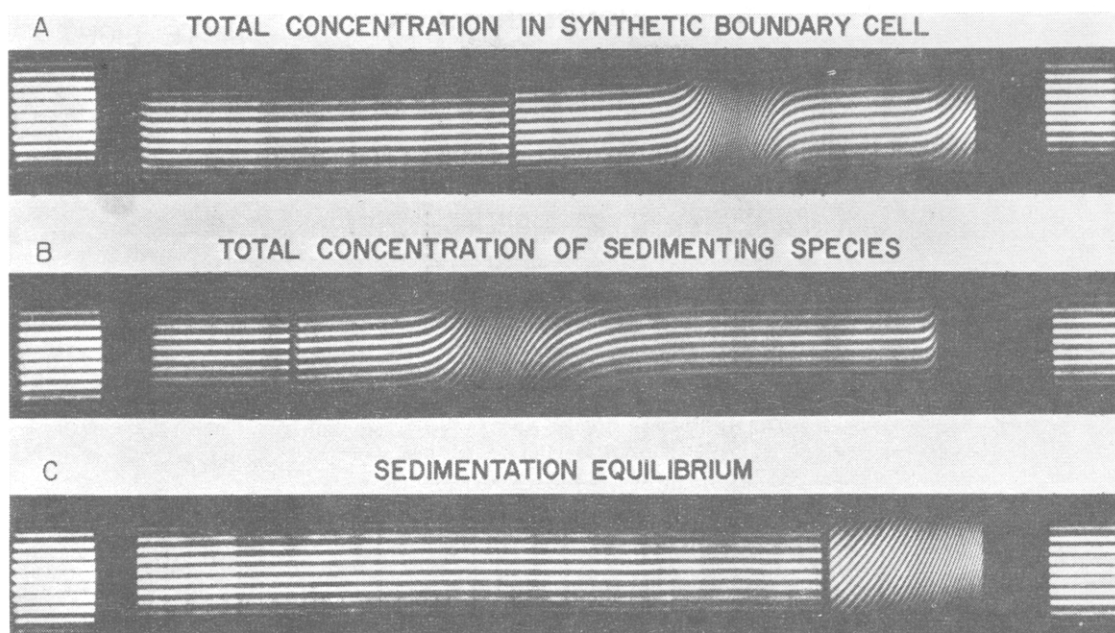 A TOTAL CONCENTRATION IN SYNTHETIC BOUNDARY CELL
B TOTAL CONCENTRATION OF SEDIMENTING SPECIES
C SEDIMENTATION EQUILIBRIUM